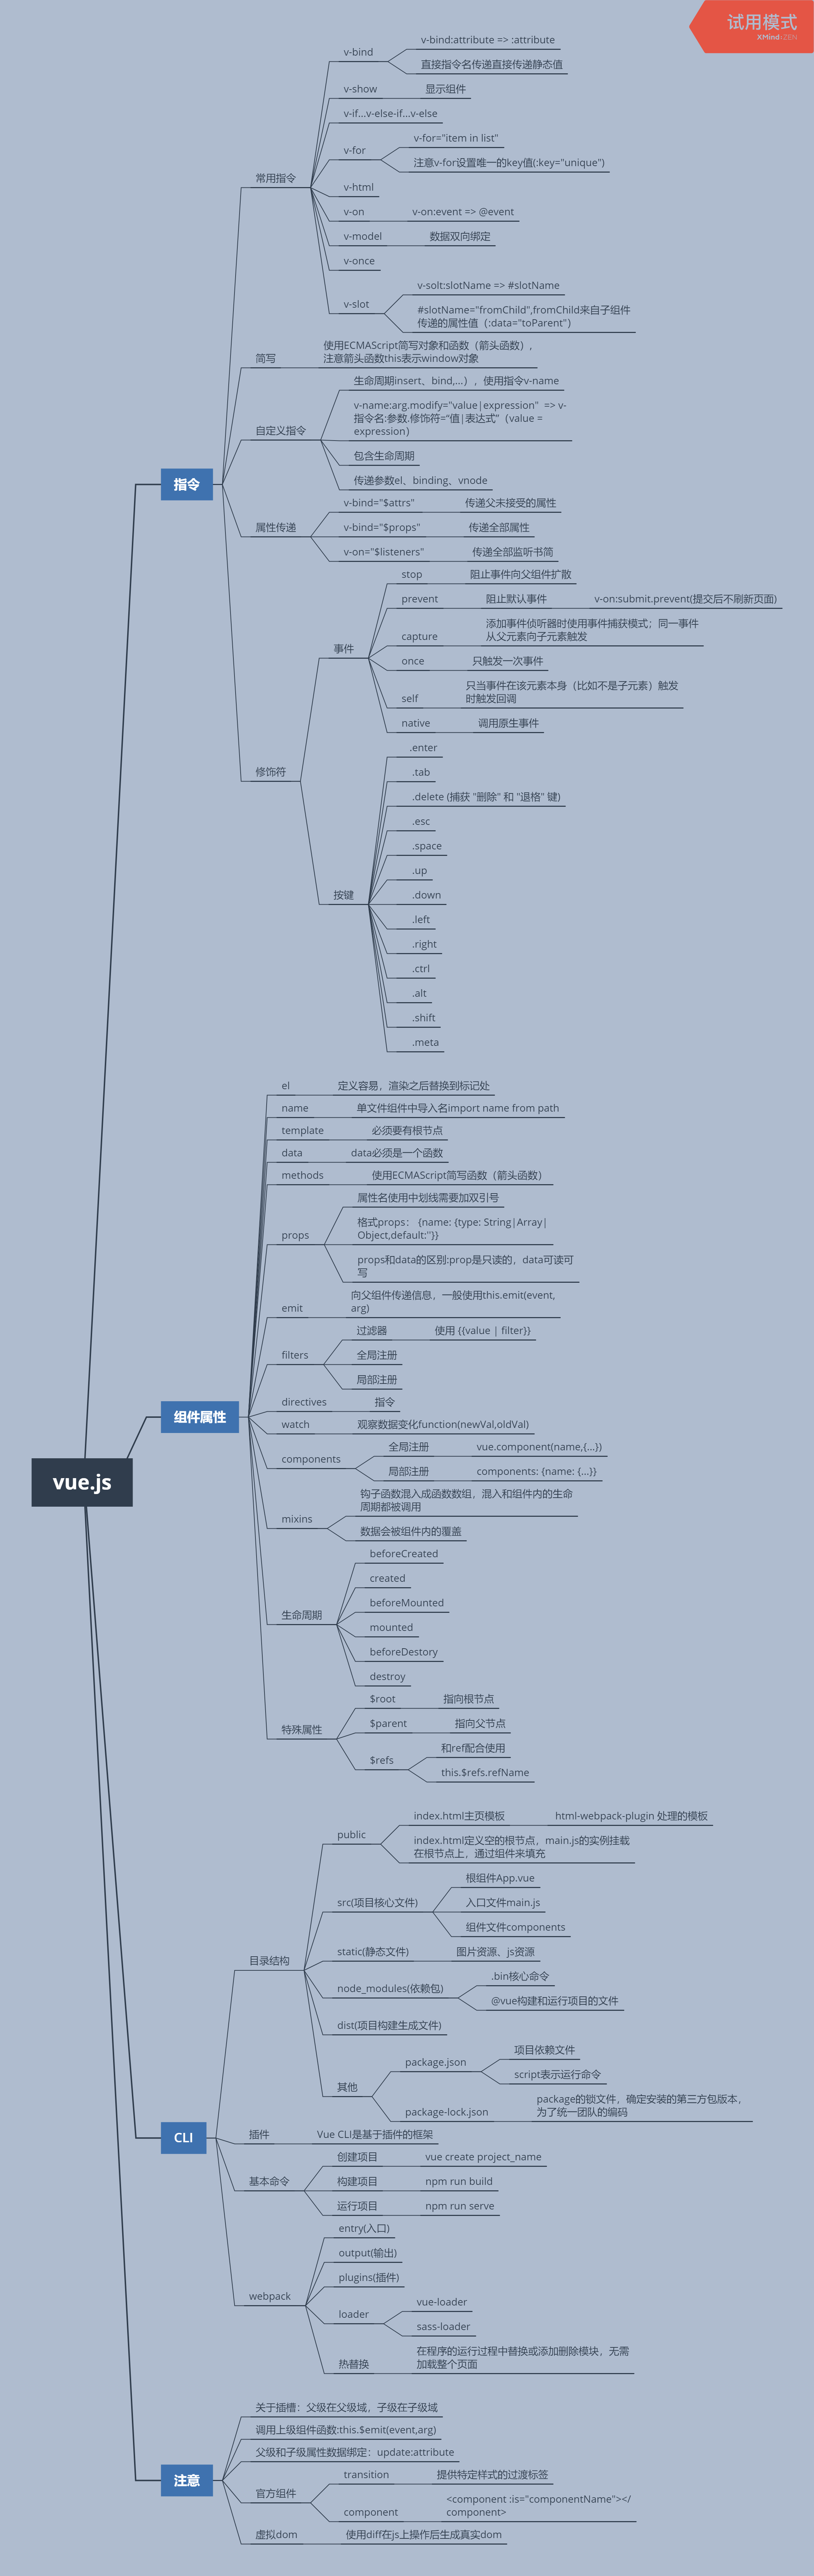 试用模式
XMind:ZEN
vue.js
指令
常用指令
v-bind
v-bind:attribute => :attribute
直接指令名传递直接传递静态值
v-show
显示组件
v-if...v-else-if...v-else
v-for
v-for="item in list"
注意v-for设置唯一的key值(:key="unique")
v-html
v-on
v-on:event => @event
v-model
数据双向绑定
v-once
v-slot
v-solt:slotName => #slotName
#slotName="fromChild",fromChild来自子组件
传递的属性值（:data="toParent"）
简写
使用ECMAScript简写对象和函数（箭头函数），
注意箭头函数this表示window对象
自定义指令
生命周期insert、bind,...），使用指令v-name
v-name:arg.modify="value|expression"  => v-
指令名:参数.修饰符="值|表达式"（value =
expression）
包含生命周期
传递参数el、binding、vnode
属性传递
v-bind="$attrs"
传递父未接受的属性
v-bind="$props"
传递全部属性
v-on="$listeners"
传递全部监听书简
修饰符
事件
stop
阻止事件向父组件扩散
prevent
阻止默认事件
v-on:submit.prevent(提交后不刷新页面)
capture
添加事件侦听器时使用事件捕获模式；同一事件
从父元素向子元素触发
once
只触发一次事件
self
只当事件在该元素本身（比如不是子元素）触发
时触发回调
native
调用原生事件
按键
.enter
.tab
.delete (捕获 "删除" 和 "退格" 键)
.esc
.space
.up
.down
.left
.right
.ctrl
.alt
.shift
.meta
组件属性
el
定义容易，渲染之后替换到标记处
name
单文件组件中导入名import name from path
template
必须要有根节点
data
data必须是一个函数
methods
使用ECMAScript简写函数（箭头函数）
props
属性名使用中划线需要加双引号
格式props： {name: {type: String|Array|
Object,default:''}}
props和data的区别:prop是只读的，data可读可
写
emit
向父组件传递信息，一般使用this.emit(event,
arg)
filters
过滤器
使用 {{value | filter}}
全局注册
局部注册
directives
指令
watch
观察数据变化function(newVal,oldVal)
components
全局注册
vue.component(name,{...})
局部注册
components: {name: {...}}
mixins
钩子函数混入成函数数组，混入和组件内的生命
周期都被调用
数据会被组件内的覆盖
生命周期
beforeCreated
created
beforeMounted
mounted
beforeDestory
destroy
特殊属性
$root
指向根节点
$parent
指向父节点
$refs
和ref配合使用
this.$refs.refName
CLI
目录结构
public
index.html主页模板
html-webpack-plugin 处理的模板
index.html定义空的根节点，main.js的实例挂载
在根节点上，通过组件来填充
src(项目核心文件)
根组件App.vue
入口文件main.js
组件文件components
static(静态文件)
图片资源、js资源
node_modules(依赖包)
.bin核心命令
@vue构建和运行项目的文件
dist(项目构建生成文件)
其他
package.json
项目依赖文件
script表示运行命令
package-lock.json
package的锁文件，确定安装的第三方包版本，
为了统一团队的编码
插件
Vue CLI是基于插件的框架
基本命令
创建项目
vue create project_name
构建项目
npm run build
运行项目
npm run serve
webpack
entry(入口)
output(输出)
plugins(插件)
loader
vue-loader
sass-loader
热替换
在程序的运行过程中替换或添加删除模块，无需
加载整个页面
注意
关于插槽：父级在父级域，子级在子级域
调用上级组件函数:this.$emit(event,arg)
父级和子级属性数据绑定：update:attribute
官方组件
transition
提供特定样式的过渡标签
component
<component :is="componentName"></
component>
虚拟dom
使用diff在js上操作后生成真实dom